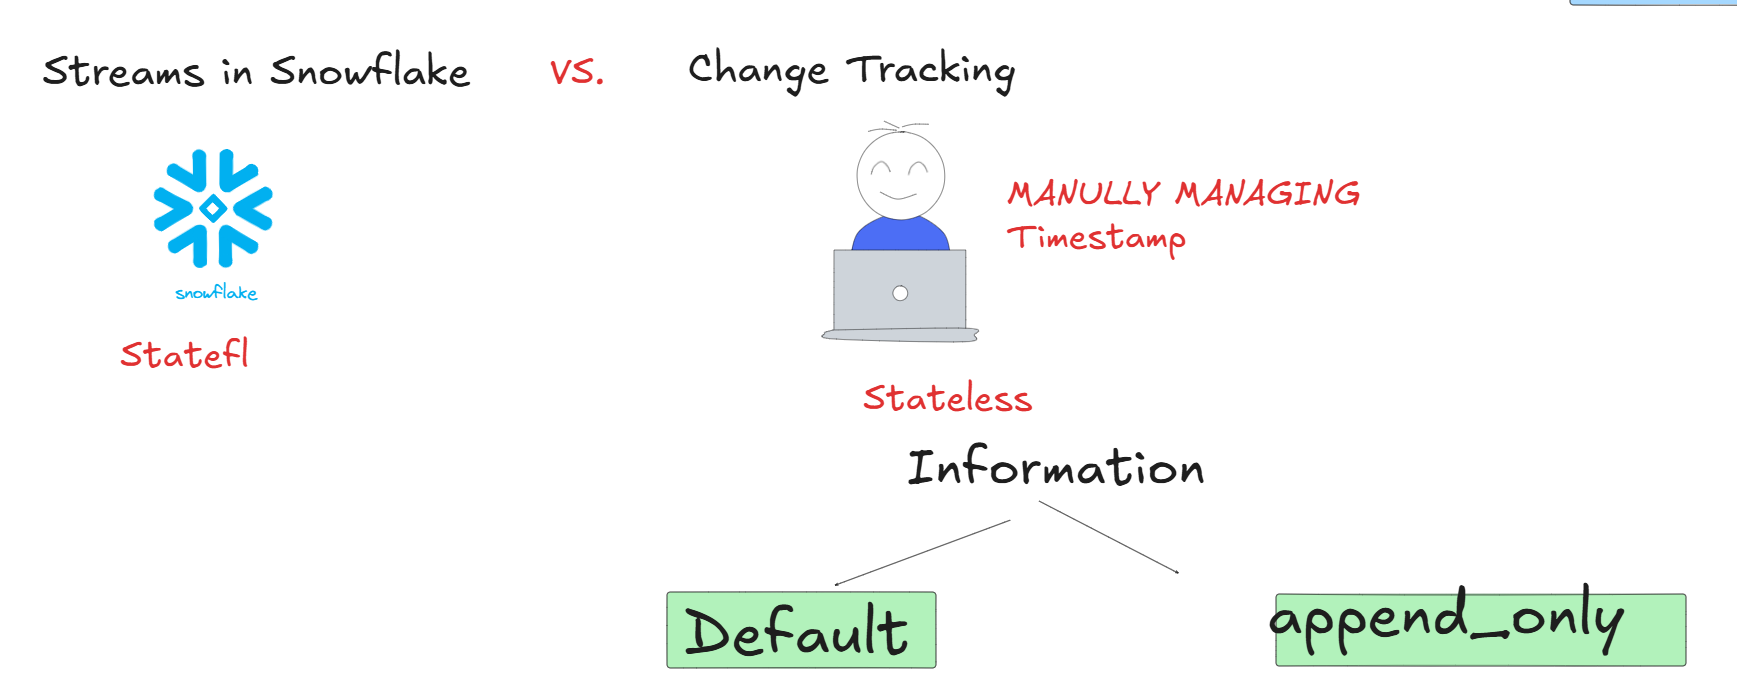 Streams in Snowflake vs. Change Tracking
MANULLY MANAGING
Timestamp
snowflake
Statefl
Stateless
Information
Default
append_only